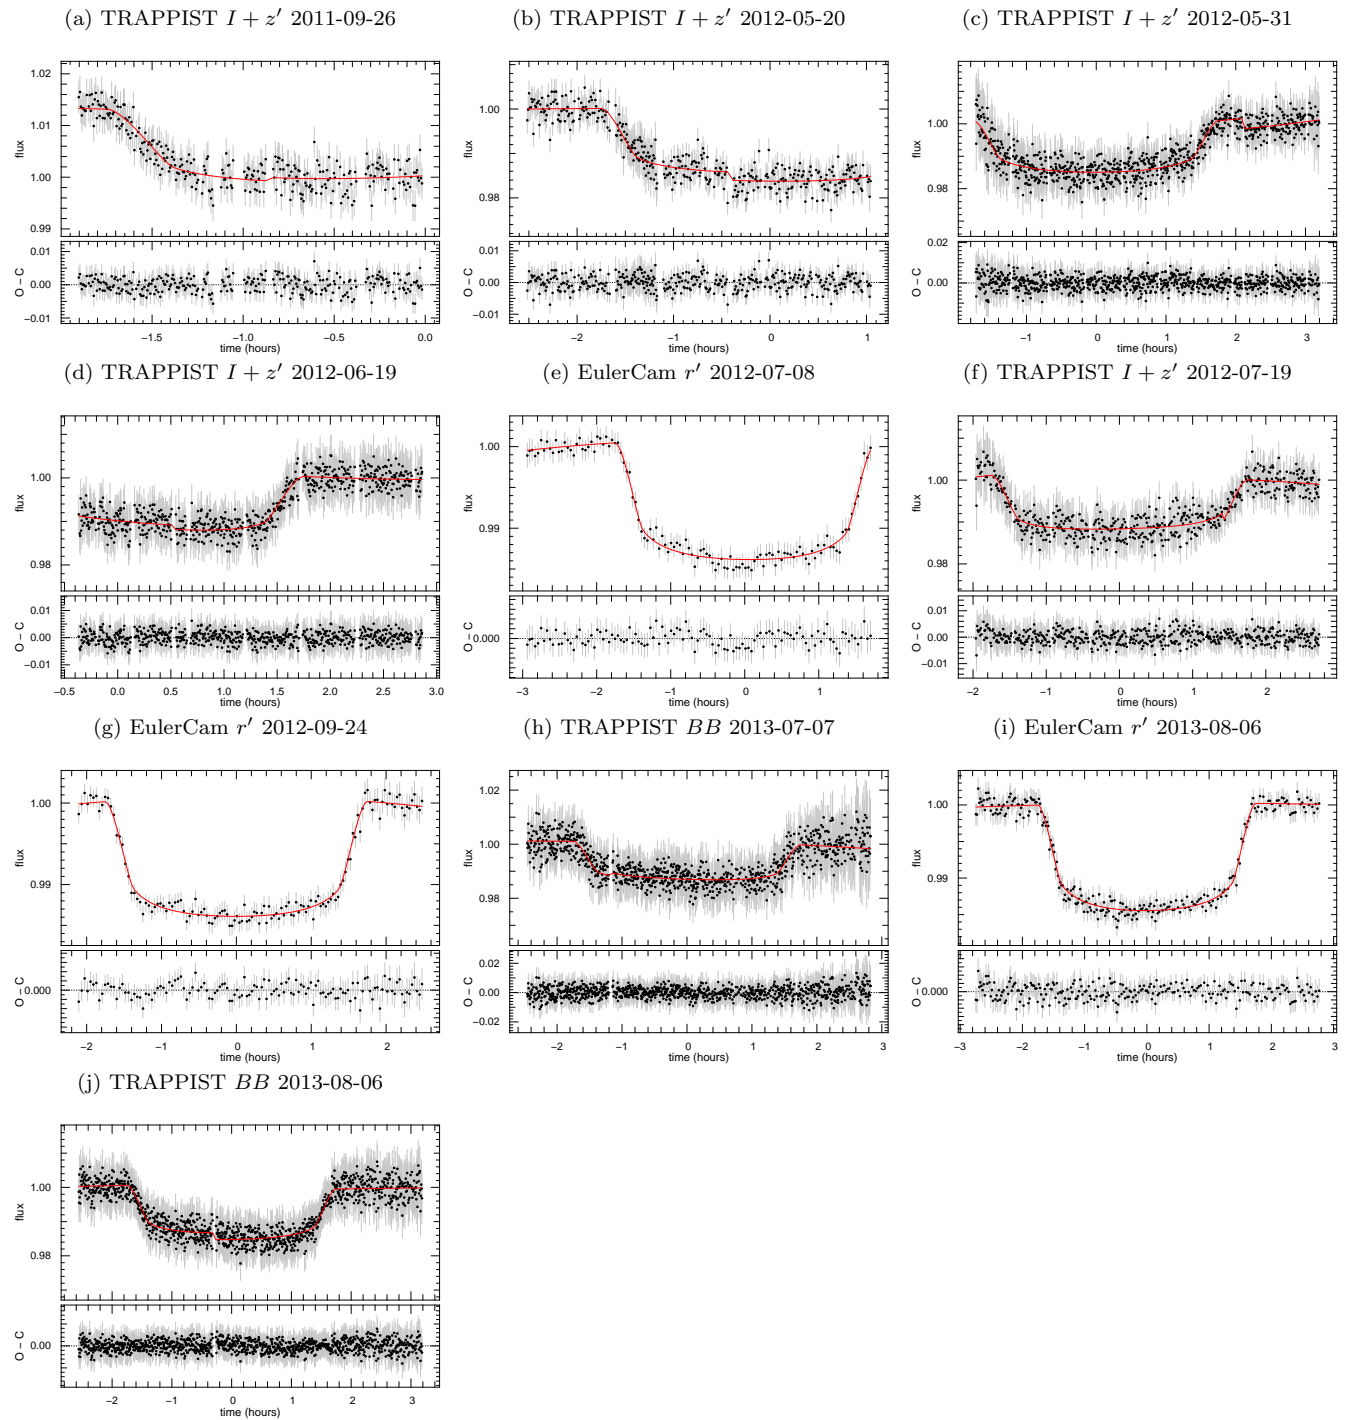 (a) TRAPPIST I + z′ 2011-09-26
(b) TRAPPIST I + z′ 2012-05-20
(c) TRAPPIST I + z′ 2012-05-31
1.02
1.01
1.00
0.99
flux
0.01
0.00
−0.01
O − C
−1.5
−1.0
−0.5
0.0
time (hours)
1.00
0.98
flux
0.01
0.00
−0.01
O − C
−2
−1
0
1
time (hours)
1.00
0.98
flux
0.02
0.00
O − C
−1
0
1
2
3
time (hours)
(d) TRAPPIST I + z′ 2012-06-19
(e) EulerCam r′ 2012-07-08
(f) TRAPPIST I + z′ 2012-07-19
1.00
0.98
flux
0.01
0.00
−0.01
O − C
−0.5
0.0
0.5
1.0
1.5
2.0
2.5
3.0
time (hours)
1.00
0.99
flux
0.000
O − C
−3
−2
−1
0
1
time (hours)
1.00
0.98
flux
0.01
0.00
−0.01
O − C
−2
−1
0
1
2
time (hours)
(g) EulerCam r′ 2012-09-24
(h) TRAPPIST BB 2013-07-07
(i) EulerCam r′ 2013-08-06
1.00
0.99
flux
0.000
O − C
−2
−1
0
1
2
time (hours)
1.02
1.00
0.98
flux
0.02
0.00
−0.02
O − C
−2
−1
0
1
2
3
time (hours)
1.00
0.99
flux
0.000
O − C
−3
−2
−1
0
1
2
3
time (hours)
(j) TRAPPIST BB 2013-08-06
1.00
0.98
flux
0.00
O − C
−2
−1
0
1
2
3
time (hours)